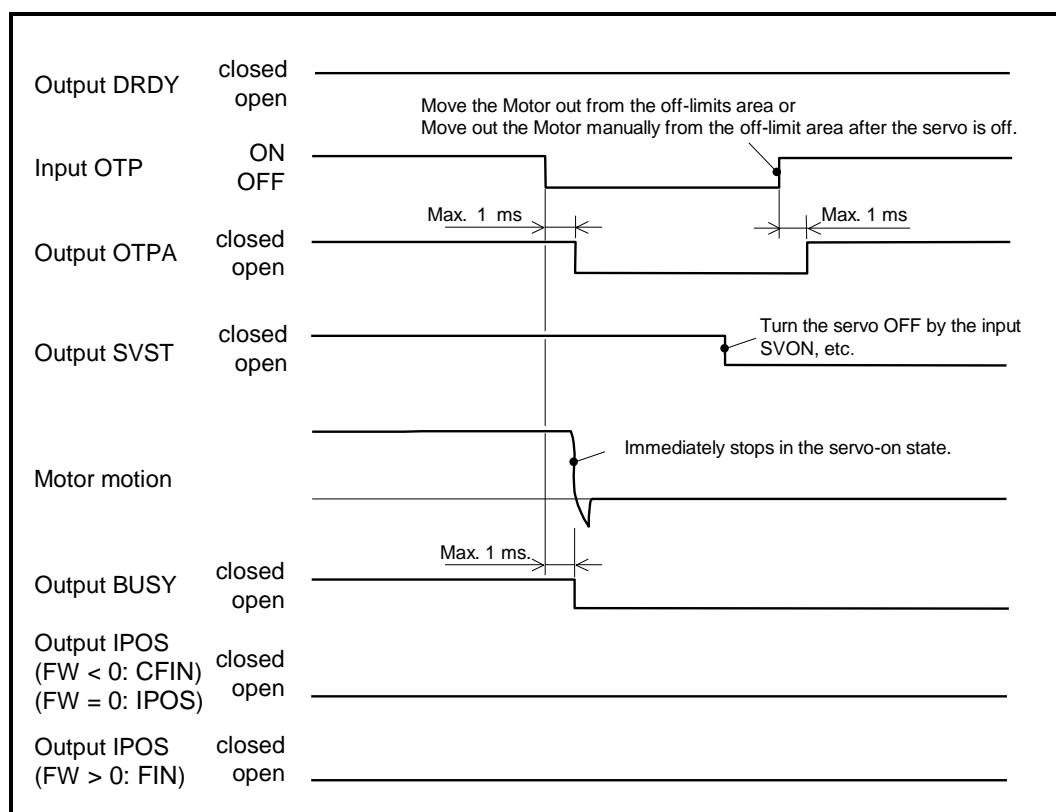 Output DRDY
closed
open
Move the Motor out from the off-limits area or
Move out the Motor manually from the off-limit area after the servo is off.
Input OTP
ON
OFF
Max. 1 ms
Max. 1 ms
Output OTPA
closed
open
Output SVST
closed
open
Turn the servo OFF by the input
SVON, etc.
Immediately stops in the servo-on state.
Motor motion
Max. 1 ms.
Output BUSY
closed
open
Output IPOS
(FW < 0: CFIN)
(FW = 0: IPOS)
closed
open
Output IPOS
(FW > 0: FIN)
closed
open